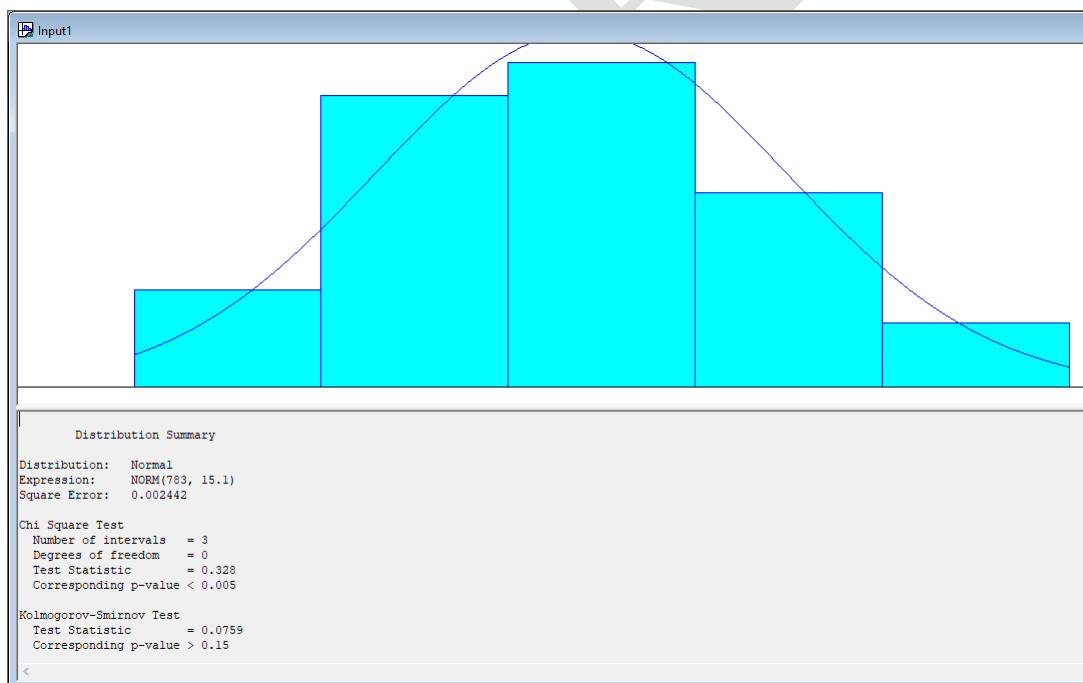 Input1
Distribution Summary
Distribution: Normal
Expression: NORM(783, 15.1)
Square Error: 0.002442
Chi Square Test
Number of intervals = 3
Degrees of freedom = 0
Test Statistic = 0.328
Corresponding p-value < 0.005
Kolmogorov-Smirnov Test
Test Statistic = 0.0759
Corresponding p-value > 0.15